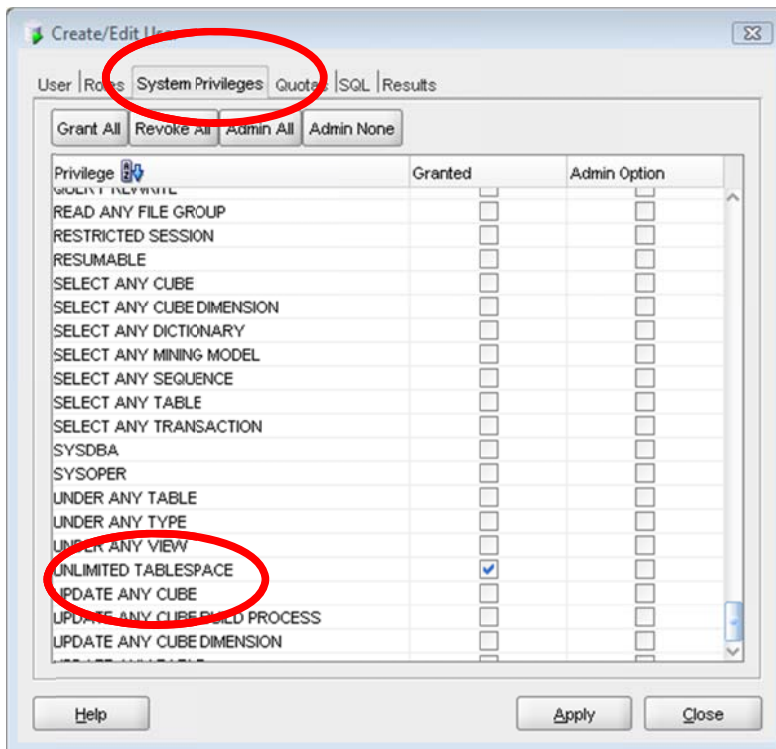 Create/Edit User
User Roles System Privileges Quotas SQL Results
Grant All Revoke All Admin All Admin None
Privilege Granted Admin Option
QUERY REWRITE
READ ANY FILE GROUP
RESTRICTED SESSION
RESUMABLE
SELECT ANY CUBE
SELECT ANY CUBE DIMENSION
SELECT ANY DICTIONARY
SELECT ANY MINING MODEL
SELECT ANY SEQUENCE
SELECT ANY TABLE
SELECT ANY TRANSACTION
SYSDBA
SYSOPER
UNDER ANY TABLE
UNDER ANY TYPE
UNDER ANY VIEW
UNLIMITED TABLESPACE
UPDATE ANY CUBE
UPDATE ANY CUBE BUILD PROCESS
UPDATE ANY CUBE DIMENSION
Help Apply Close